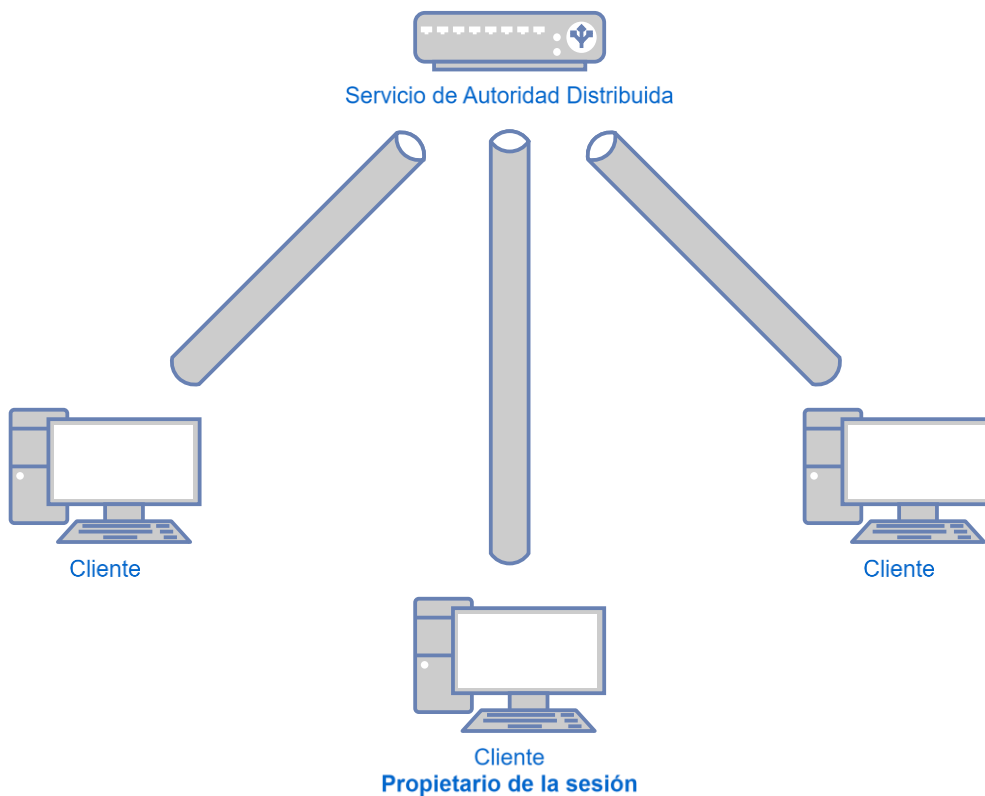 Servicio de Autoridad Distribuida
Cliente
Cliente
Cliente
Propietario de la sesión